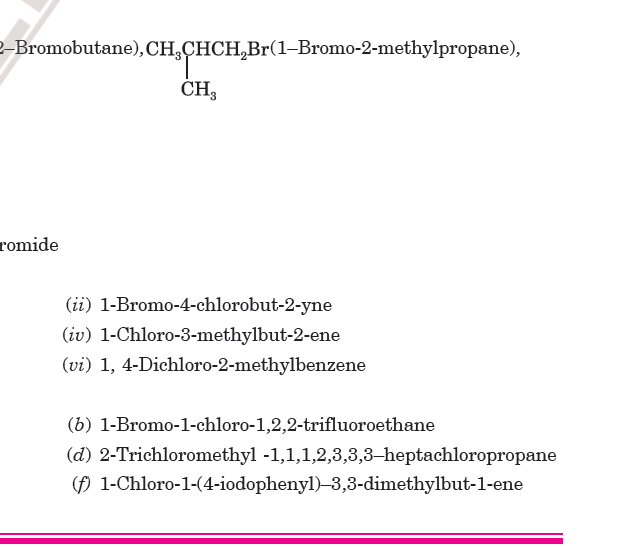 2–Bromobutane), CH₃CHCH₂Br(1–Bromo-2-methylpropane),
CH₃
romide
(ii) 1-Bromo-4-chlorobut-2-yne
(iv) 1-Chloro-3-methylbut-2-ene
(vi) 1, 4-Dichloro-2-methylbenzene
(b) 1-Bromo-1-chloro-1,2,2-trifluoroethane
(d) 2-Trichloromethyl -1,1,1,2,3,3,3–heptachloropropane
(f) 1-Chloro-1-(4-iodophenyl)–3,3-dimethylbut-1-ene